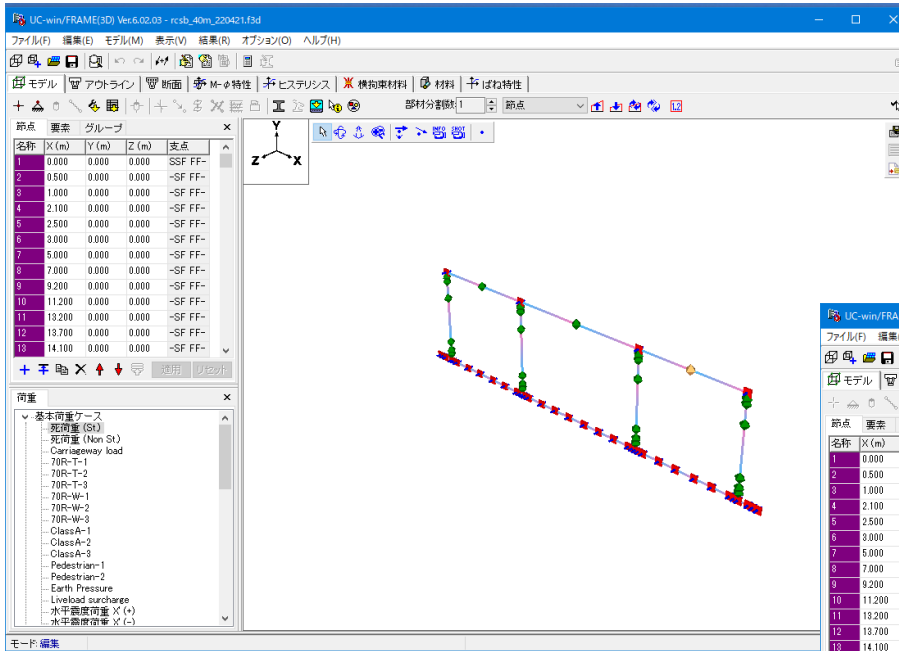 UC-win/FRAME(3D) Ver.6.02.03 - rcsb_40m_220421.f3d
ファイル(F) 編集(E) モデル(M) 表示(V) 結果(R) オプション(O) ヘルプ(H)
モデル アウトライン 断面 M-φ特性 ヒステリシス 横拘束材料 材料 ばね特性
部材分割数: 1 節点
節点 要素 グループ
名称 X (m) Y (m) Z (m) 支点
1 0.000 0.000 0.000 SSF FF-
2 0.500 0.000 0.000 -SF FF-
3 1.000 0.000 0.000 -SF FF-
4 2.100 0.000 0.000 -SF FF-
5 2.500 0.000 0.000 -SF FF-
6 3.000 0.000 0.000 -SF FF-
7 5.000 0.000 0.000 -SF FF-
8 7.000 0.000 0.000 -SF FF-
9 9.200 0.000 0.000 -SF FF-
10 11.200 0.000 0.000 -SF FF-
11 13.200 0.000 0.000 -SF FF-
12 13.700 0.000 0.000 -SF FF-
13 14.100 0.000 0.000 -SF FF-
適用 リセット
荷重
基本荷重ケース
死荷重 (St.)
死荷重 (Non St.)
Carriageway load
70R-T-1
70R-T-2
70R-T-3
70R-W-1
70R-W-2
70R-W-3
ClassA-1
ClassA-2
ClassA-3
Pedestrian-1
Pedestrian-2
Earth Pressure
Liveload surcharge
水平震度荷重 X' (+)
水平震度荷重 X' (-)
モード: 編集
Y
Z X
UC-win/FRA
ファイル(F) 編集(
モデル
節点 要素
名称 X (m)
1 0.000
2 0.500
3 1.000
4 2.100
5 2.500
6 3.000
7 5.000
8 7.000
9 9.200
10 11.200
11 13.200
12 13.700
13 14.100